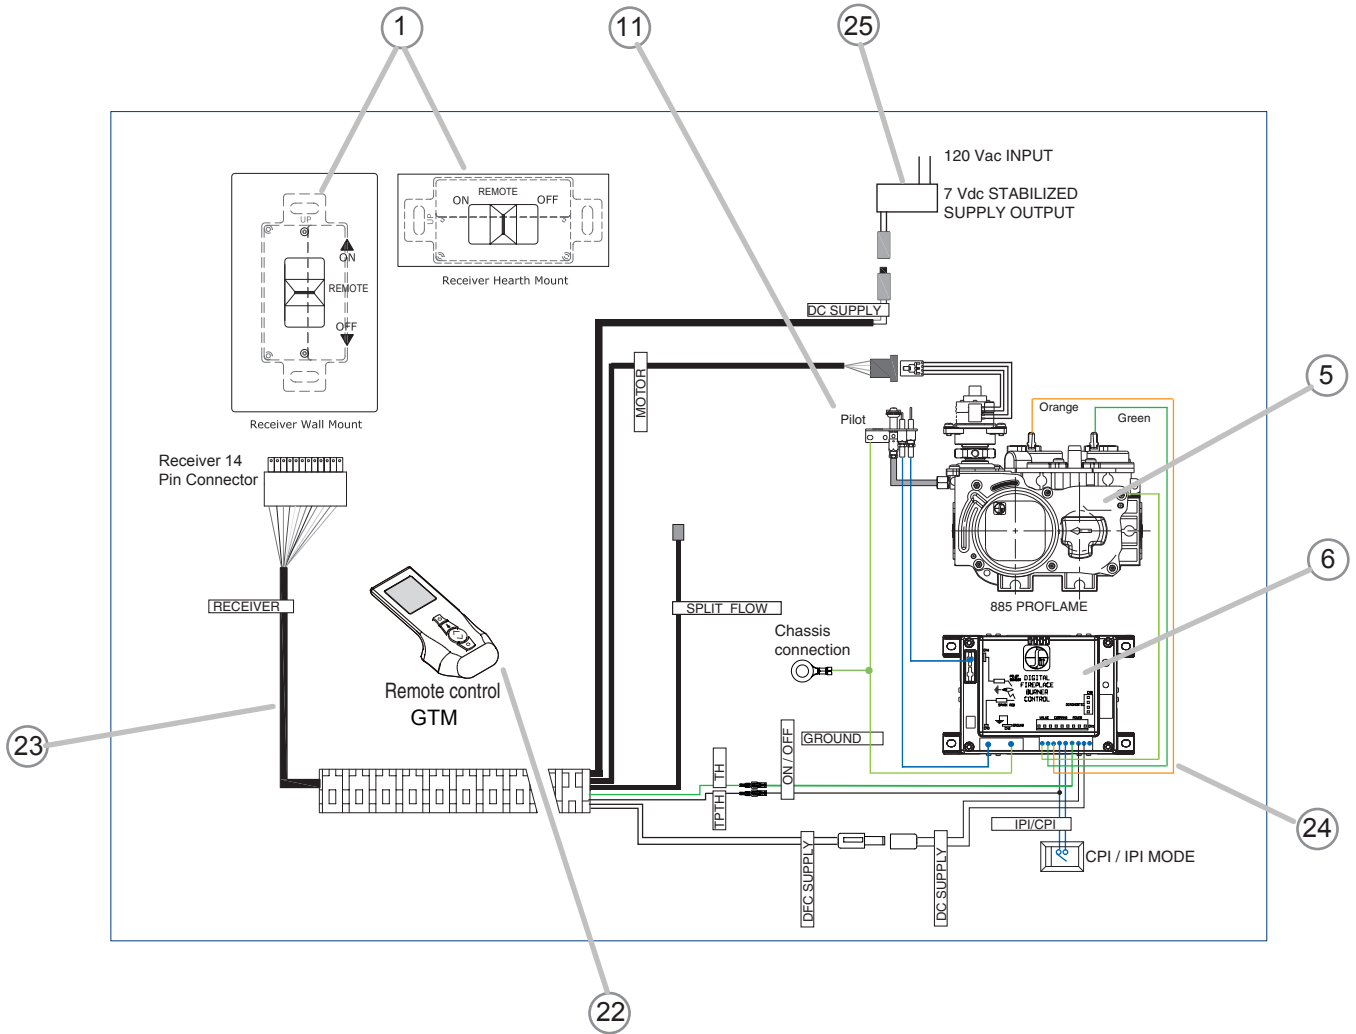 1
11
25
120 Vac INPUT
7 Vdc STABILIZED
SUPPLY OUTPUT
UP
ON
REMOTE
OFF
Receiver Wall Mount
REMOTE
ON
OFF
UP
Receiver Hearth Mount
DC SUPPLY
MOTOR
Pilot
Orange
Green
5
885 PROFLAME
Receiver 14
Pin Connector
RECEIVER
SPLIT FLOW
6
Chassis
connection
DIGITAL
FIREPLACE
BURNER
CONTROL
VALVE
COMMAND
POWER
GROUND
Remote control
GTM
23
TH
TPTH
ON / OFF
24
IPI/CPI
CPI / IPI MODE
DFC SUPPLY
DC SUPPLY
22